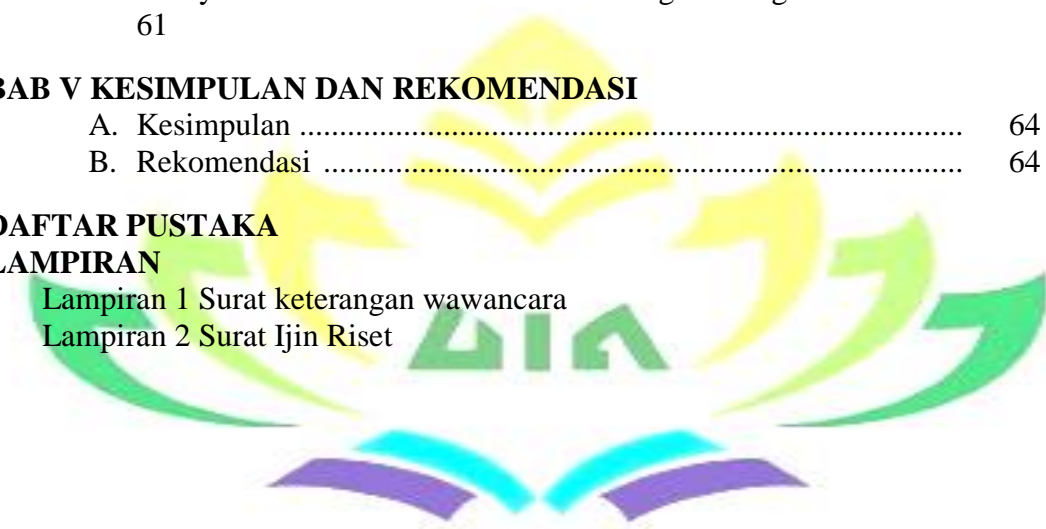 61
BAB V KESIMPULAN DAN REKOMENDASI
A. Kesimpulan ................................................................................ 64
B. Rekomendasi ............................................................................. 64
DAFTAR PUSTAKA
LAMPIRAN
Lampiran 1 Surat keterangan wawancara
Lampiran 2 Surat Ijin Riset